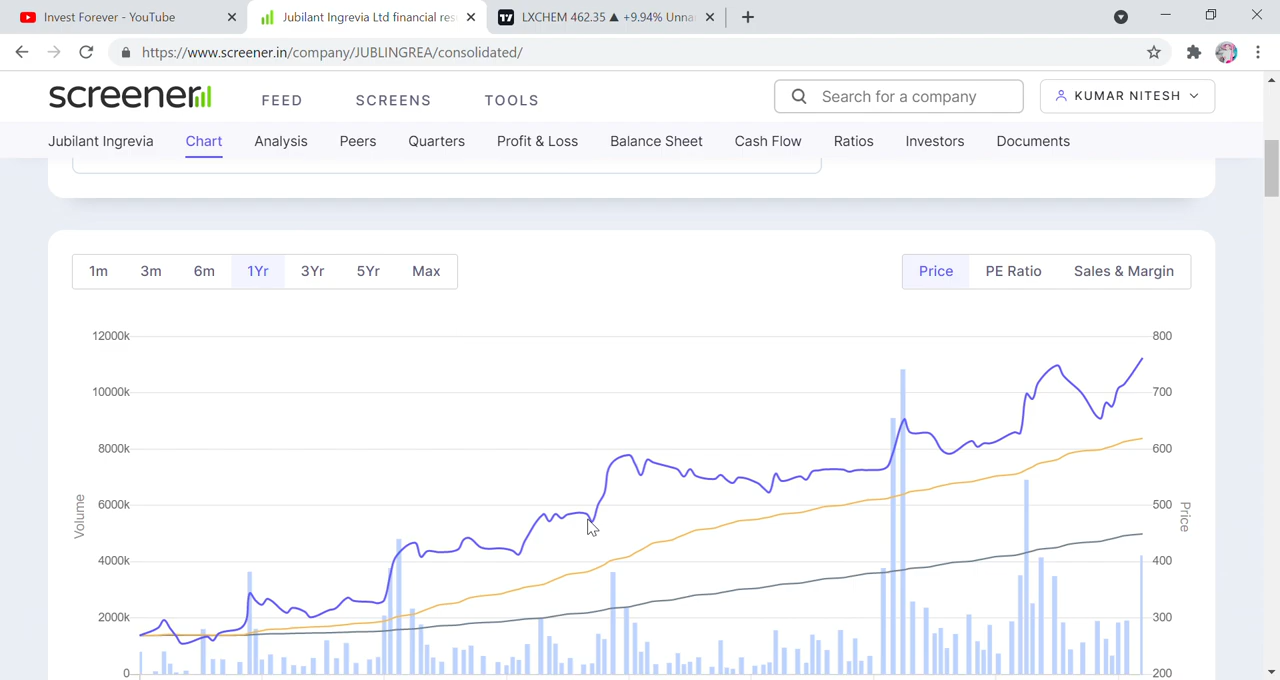 Invest Forever - YouTube
Jubilant Ingrevia Ltd financial res
LXCHEM 462.35 ▲ +9.94% Unna
https://www.screener.in/company/JUBLINGREA/consolidated/
screener
FEED SCREENS TOOLS
Search for a company
KUMAR NITESH
Jubilant Ingrevia Chart Analysis Peers Quarters Profit & Loss Balance Sheet Cash Flow Ratios Investors Documents
1m 3m 6m 1Yr 3Yr 5Yr Max
Price PE Ratio Sales & Margin
12000k 800
10000k 700
8000k 600
6000k 500
4000k 400
2000k 300
0 200
Volume
Price